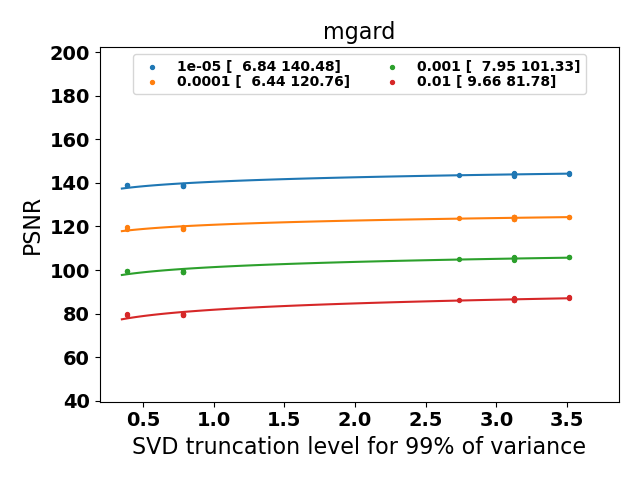 mgard
1e-05 [  6.84 140.48]
0.0001 [  6.44 120.76]
0.001 [  7.95 101.33]
0.01 [ 9.66 81.78]
200
180
160
140
120
100
80
60
40
PSNR
0.5 1.0 1.5 2.0 2.5 3.0 3.5
SVD truncation level for 99% of variance